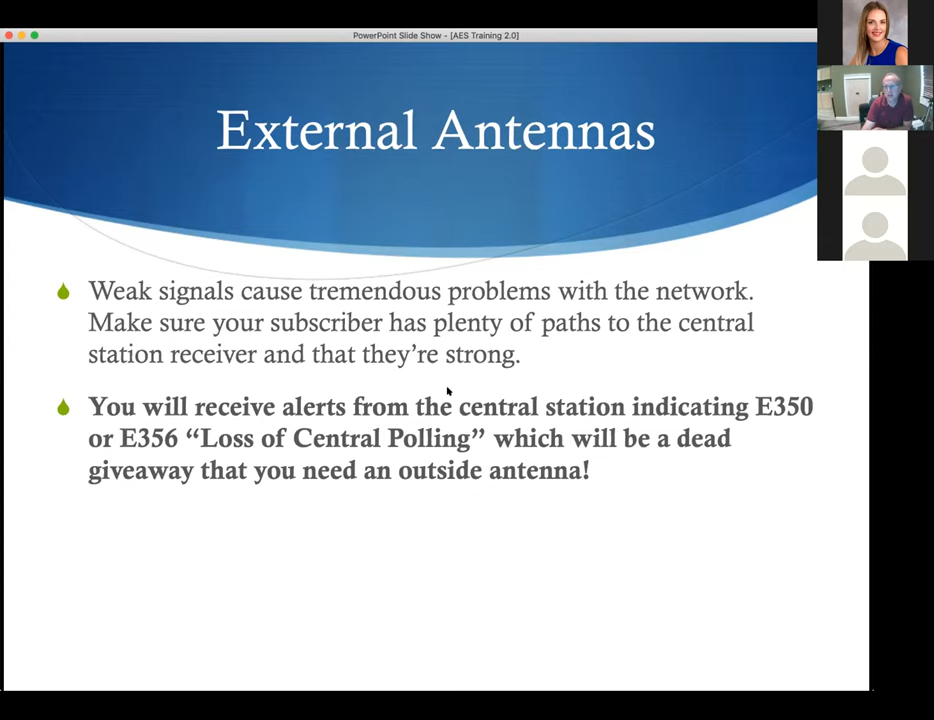 PowerPoint Slide Show - [AES Training 2.0]
External Antennas
Weak signals cause tremendous problems with the network.
Make sure your subscriber has plenty of paths to the central
station receiver and that they’re strong.
You will receive alerts from the central station indicating E350
or E356 “Loss of Central Polling” which will be a dead
giveaway that you need an outside antenna!